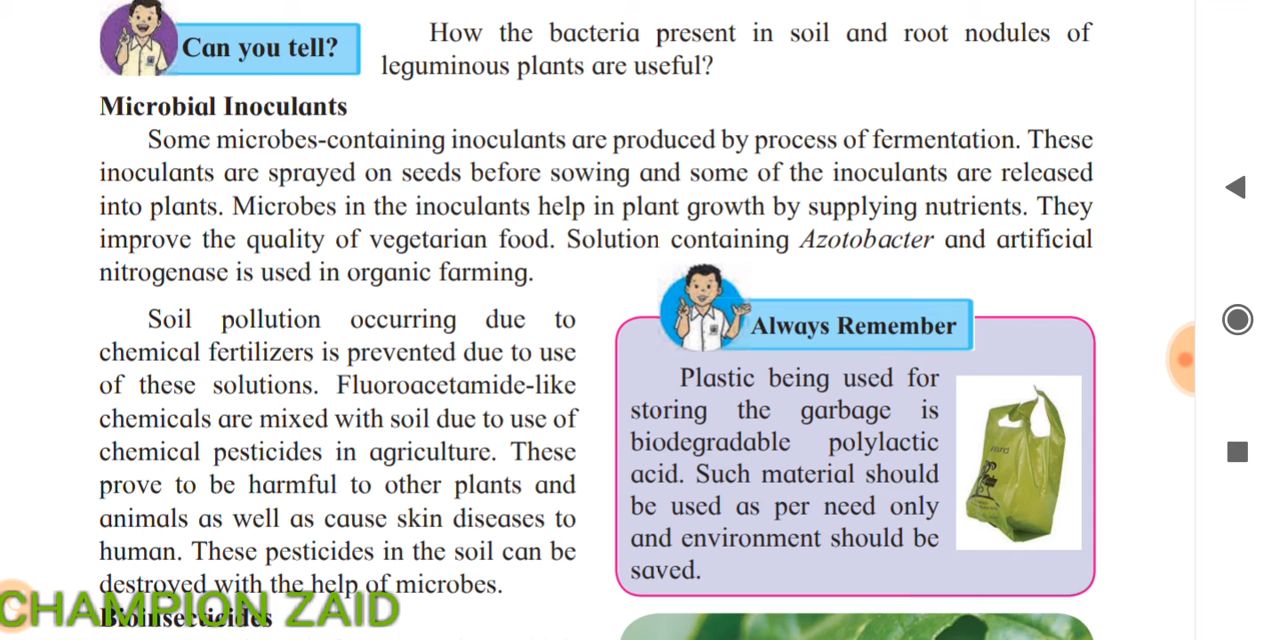 Can you tell?
How the bacteria present in soil and root nodules of
leguminous plants are useful?
Microbial Inoculants
Some microbes-containing inoculants are produced by process of fermentation. These
inoculants are sprayed on seeds before sowing and some of the inoculants are released
into plants. Microbes in the inoculants help in plant growth by supplying nutrients. They
improve the quality of vegetarian food. Solution containing Azotobacter and artificial
nitrogenase is used in organic farming.
Soil pollution occurring due to
chemical fertilizers is prevented due to use
of these solutions. Fluoroacetamide-like
chemicals are mixed with soil due to use of
chemical pesticides in agriculture. These
prove to be harmful to other plants and
animals as well as cause skin diseases to
human. These pesticides in the soil can be
destroyed with the help of microbes.
Bioinsecticides
CHAMPION ZAID
Always Remember
Plastic being used for
storing the garbage is
biodegradable polylactic
acid. Such material should
be used as per need only
and environment should be
saved.